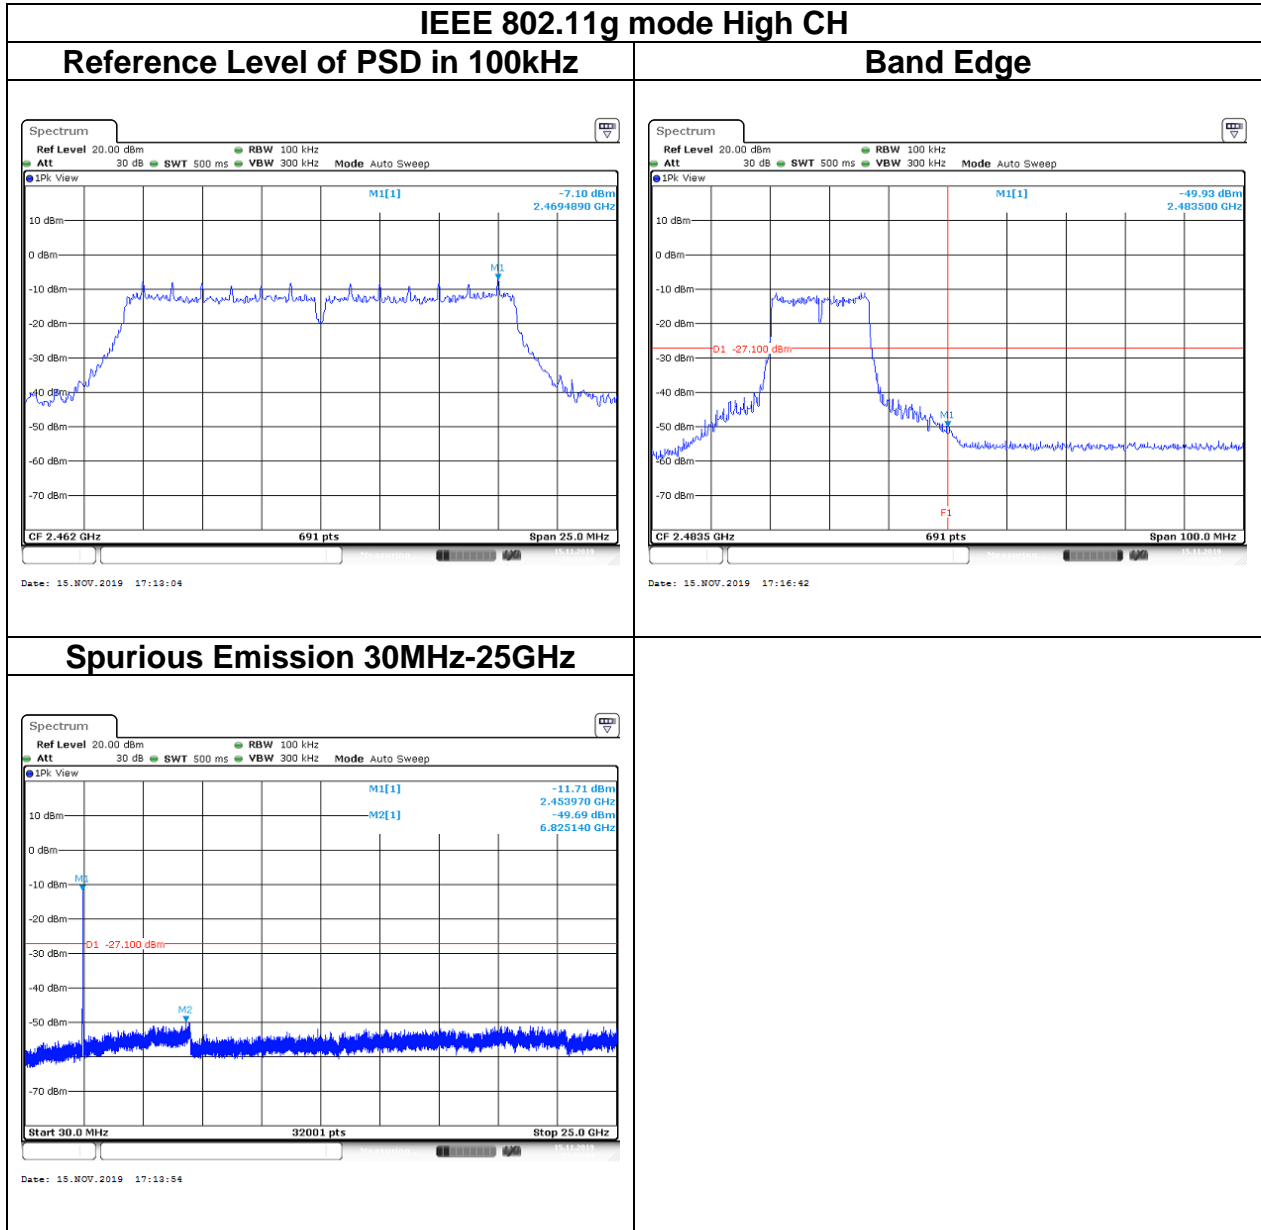 IEEE 802.11g mode High CH
Reference Level of PSD in 100kHz
Band Edge
Spectrum
Ref Level 20.00 dBm RBW 100 kHz
Att 30 dB SWT 500 ms VBW 300 kHz Mode Auto Sweep
1Pk View
M1[1] -7.10 dBm
2.4694890 GHz
10 dBm
0 dBm
M1
-10 dBm
-20 dBm
-30 dBm
-40 dBm
-50 dBm
-60 dBm
-70 dBm
CF 2.462 GHz 691 pts Span 25.0 MHz
Date: 15.NOV.2019 17:13:04
Spectrum
Ref Level 20.00 dBm RBW 100 kHz
Att 30 dB SWT 500 ms VBW 300 kHz Mode Auto Sweep
1Pk View
M1[1] -49.93 dBm
2.483500 GHz
10 dBm
0 dBm
-10 dBm
-20 dBm
D1 -27.100 dBm
-30 dBm
-40 dBm
M1
-50 dBm
-60 dBm
-70 dBm
F1
CF 2.4835 GHz 691 pts Span 100.0 MHz
Date: 15.NOV.2019 17:16:42
Spurious Emission 30MHz-25GHz
Spectrum
Ref Level 20.00 dBm RBW 100 kHz
Att 30 dB SWT 500 ms VBW 300 kHz Mode Auto Sweep
1Pk View
M1[1] -11.71 dBm
2.453970 GHz
10 dBm M2[1] -49.69 dBm
6.825140 GHz
0 dBm
M1
-10 dBm
-20 dBm
D1 -27.100 dBm
-30 dBm
-40 dBm
M2
-50 dBm
-70 dBm
Start 30.0 MHz 32001 pts Stop 25.0 GHz
Date: 15.NOV.2019 17:13:54